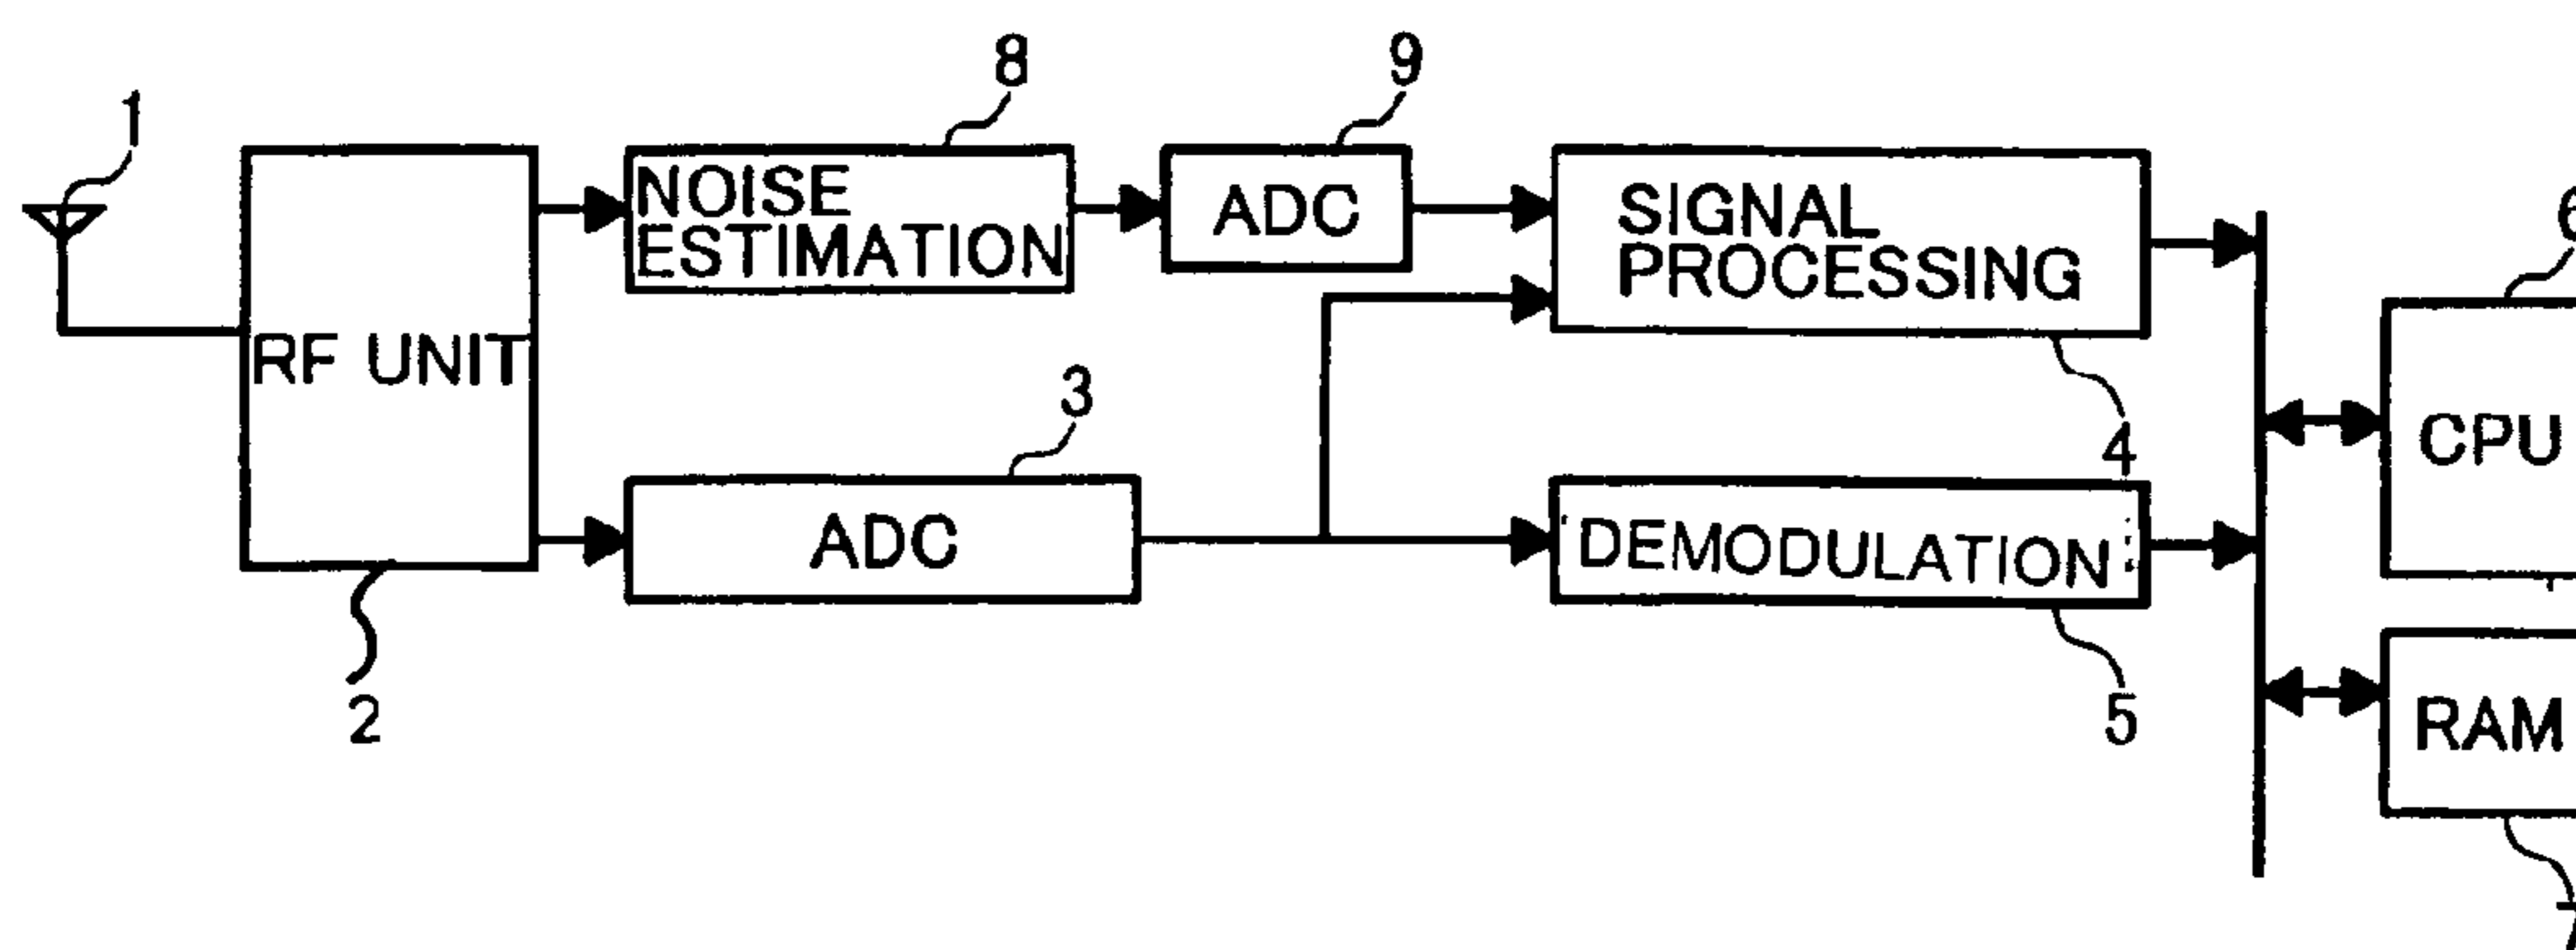 1
8
9
NOISE
ESTIMATION
ADC
SIGNAL
PROCESSING
6
RF UNIT
3
4
CPU
ADC
DEMODULATION
2
5
RAM